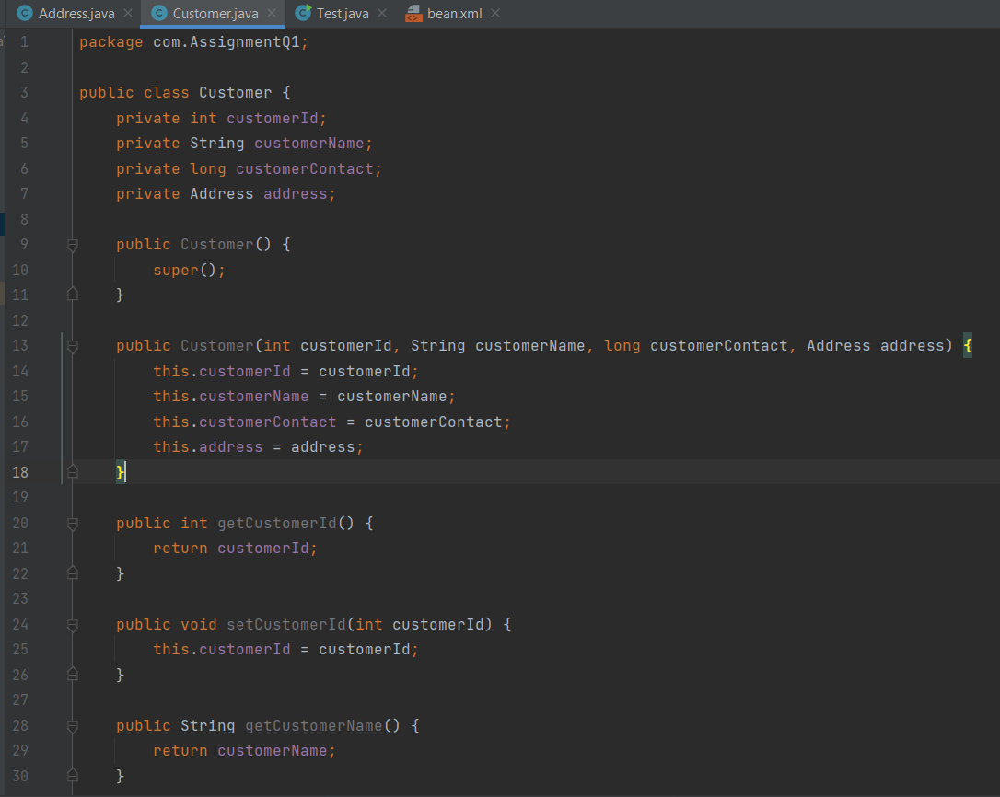 Address.java Customer.java Test.java bean.xml
1 package com.AssignmentQ1;
2
3 public class Customer {
4 private int customerId;
5 private String customerName;
6 private long customerContact;
7 private Address address;
8
9 public Customer() {
10 super();
11 }
12
13 public Customer(int customerId, String customerName, long customerContact, Address address) {
14 this.customerId = customerId;
15 this.customerName = customerName;
16 this.customerContact = customerContact;
17 this.address = address;
18 }
19
20 public int getCustomerId() {
21 return customerId;
22 }
23
24 public void setCustomerId(int customerId) {
25 this.customerId = customerId;
26 }
27
28 public String getCustomerName() {
29 return customerName;
30 }